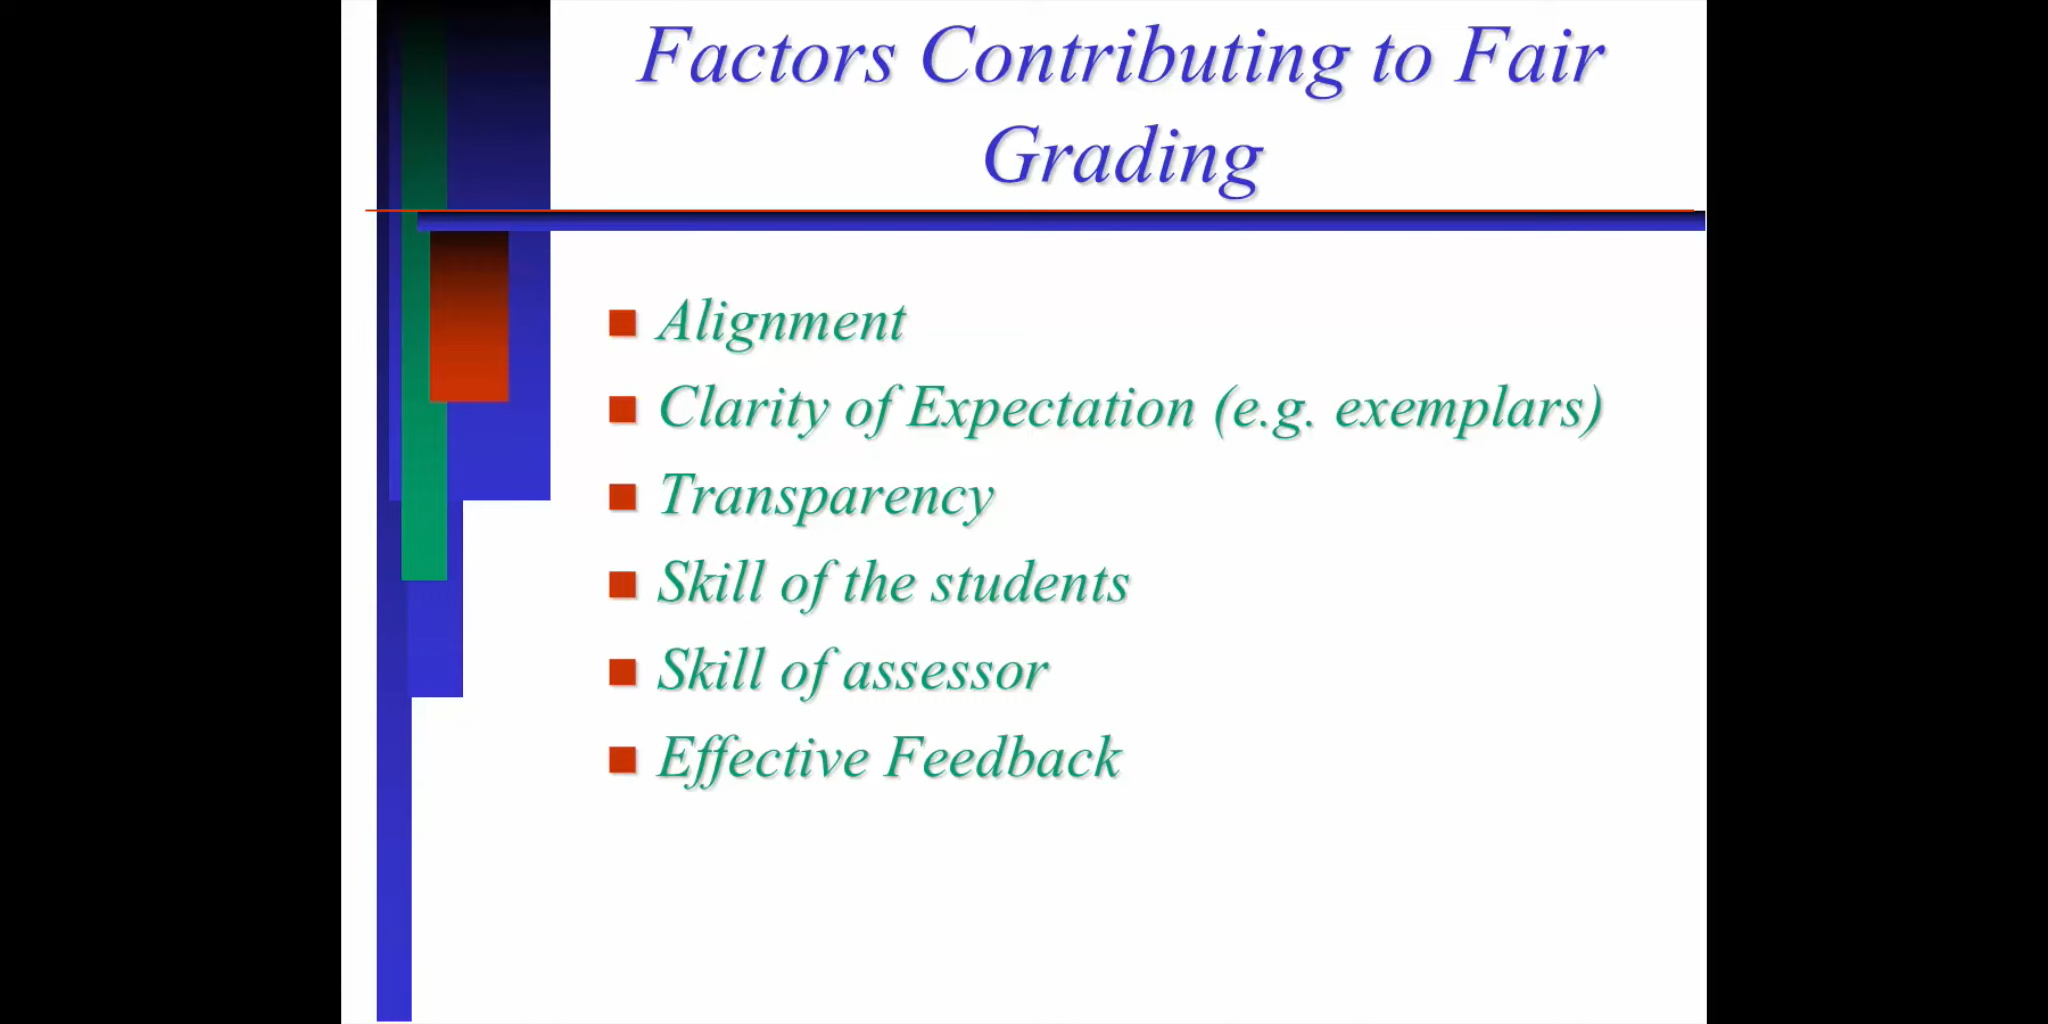 Factors Contributing to Fair
Grading
Alignment
Clarity of Expectation (e.g. exemplars)
Transparency
Skill of the students
Skill of assessor
Effective Feedback